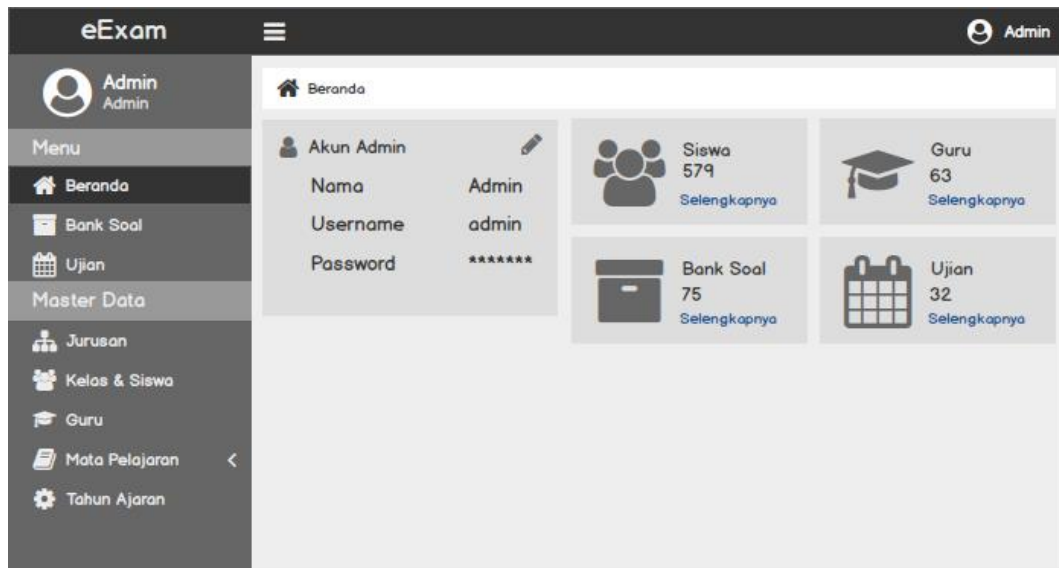 eExam
Admin
Admin
Admin
Menu
Beranda
Bank Soal
Ujian
Master Data
Jurusan
Kelas & Siswa
Guru
Mata Pelajaran
Tahun Ajaran
Beranda
Akun Admin
Nama Admin
Username admin
Password *******
Siswa
579
Selengkapnya
Guru
63
Selengkapnya
Bank Soal
75
Selengkapnya
Ujian
32
Selengkapnya